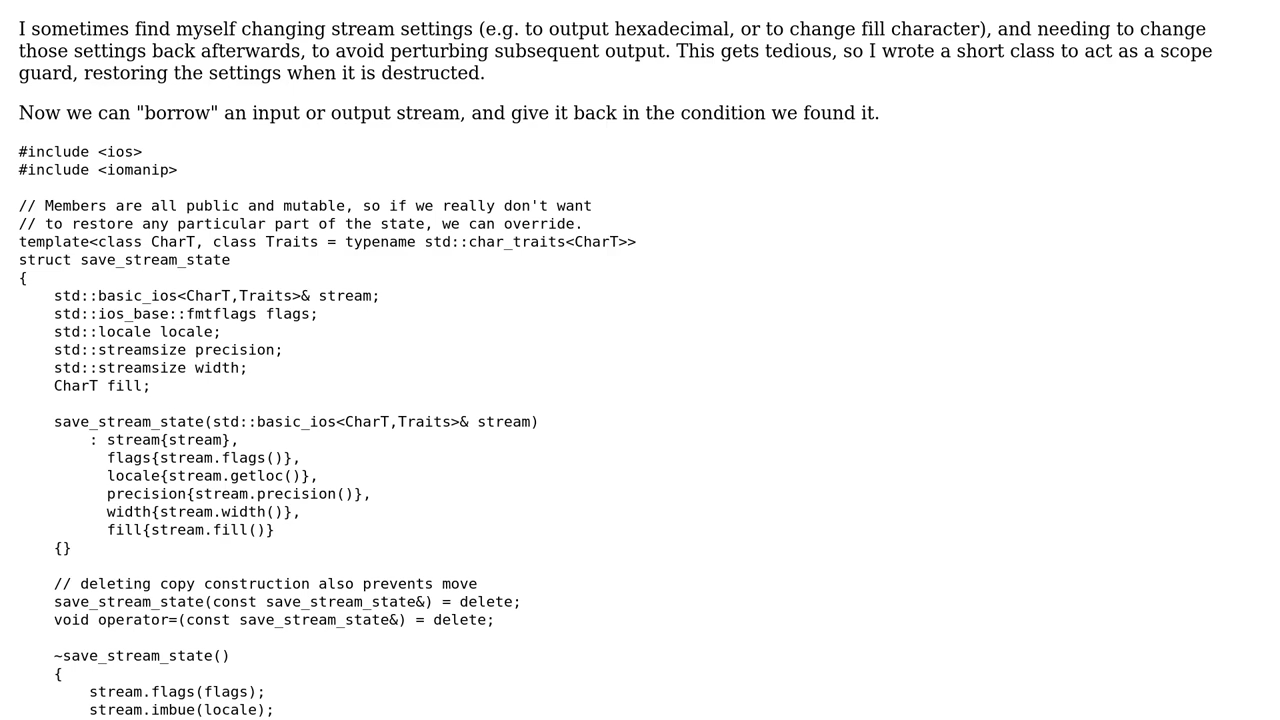 I sometimes find myself changing stream settings (e.g. to output hexadecimal, or to change fill character), and needing to change
those settings back afterwards, to avoid perturbing subsequent output. This gets tedious, so I wrote a short class to act as a scope
guard, restoring the settings when it is destructed.
Now we can "borrow" an input or output stream, and give it back in the condition we found it.
#include <ios>
#include <iomanip>
// Members are all public and mutable, so if we really don't want
// to restore any particular part of the state, we can override.
template<class CharT, class Traits = typename std::char_traits<CharT>>
struct save_stream_state
{
    std::basic_ios<CharT,Traits>& stream;
    std::ios_base::fmtflags flags;
    std::locale locale;
    std::streamsize precision;
    std::streamsize width;
    CharT fill;
    save_stream_state(std::basic_ios<CharT,Traits>& stream)
        : stream{stream},
          flags{stream.flags()},
          locale{stream.getloc()},
          precision{stream.precision()},
          width{stream.width()},
          fill{stream.fill()}
    {}
    // deleting copy construction also prevents move
    save_stream_state(const save_stream_state&) = delete;
    void operator=(const save_stream_state&) = delete;
    ~save_stream_state()
    {
        stream.flags(flags);
        stream.imbue(locale);